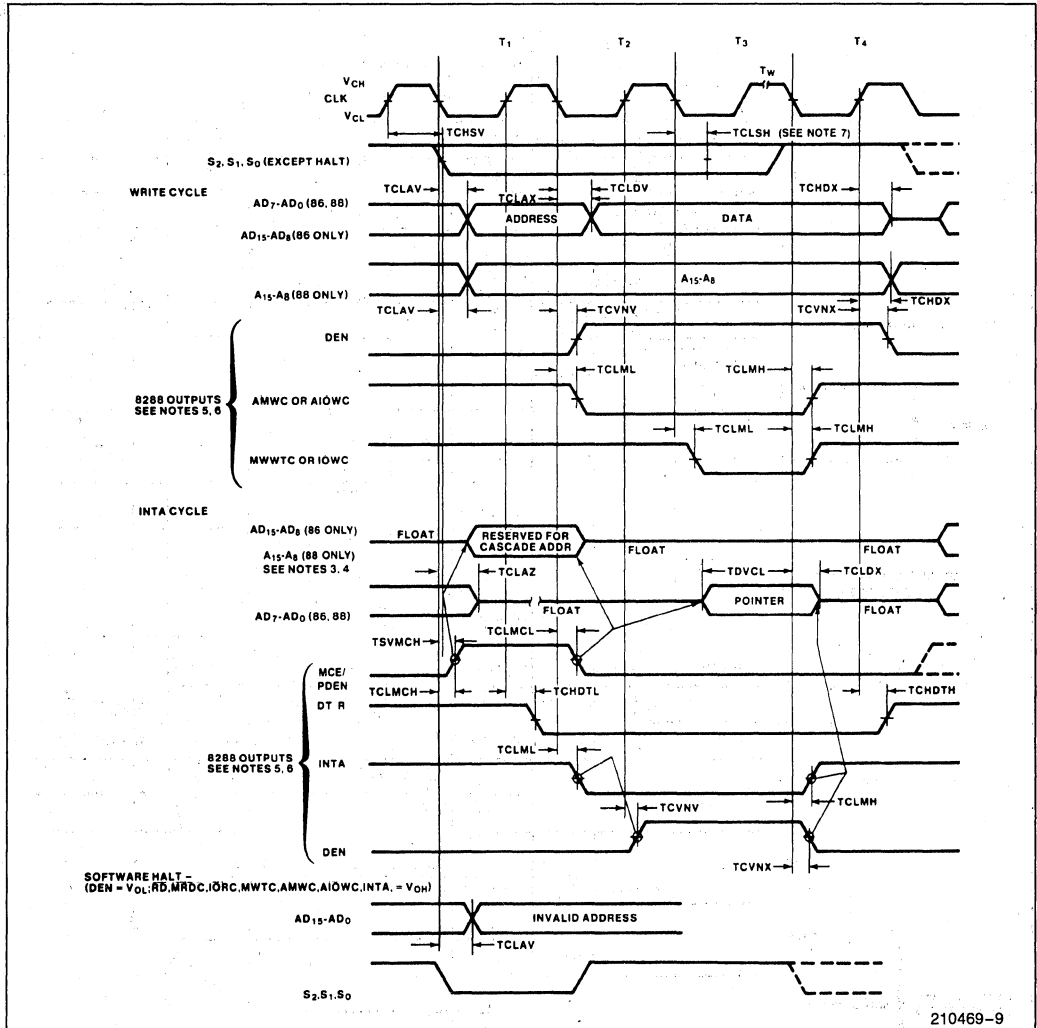 T1 T2 T3 T4
VCH
CLK
VCL
TW
TCHSV
TCLSH (SEE NOTE 7)
S2, S1, S0 (EXCEPT HALT)
WRITE CYCLE
TCLAV
TCLAX
TCLDV
TCHDX
AD7-AD0 (86, 88)
ADDRESS
DATA
AD15-AD8 (86 ONLY)
A15-A8
A15-A8 (88 ONLY)
TCHDX
TCLAV
TCVNV
TCVNX
DEN
TCLML
TCLMH
8288 OUTPUTS
SEE NOTES 5, 6
AMWC OR AIOWC
TCLML
TCLMH
MWWTC OR IOWC
INTA CYCLE
AD15-AD8 (86 ONLY)
FLOAT
RESERVED FOR
CASCADE ADDR
FLOAT
FLOAT
A15-A8 (88 ONLY)
SEE NOTES 3, 4
TCLAZ
TDVCL
TCLDX
POINTER
AD7-AD0 (86, 88)
FLOAT
FLOAT
TCLMCL
TSVMCH
MCE/
PDEN
TCLMCH
TCHDTL
TCHDTH
DT R
TCLML
8288 OUTPUTS
SEE NOTES 5, 6
INTA
TCVNV
TCLMH
DEN
TCVNX
SOFTWARE HALT –
(DEN = VOL; RD, MRDC, IORC, MWTC, AMWC, AIOWC, INTA, = VOH)
AD15-AD0
INVALID ADDRESS
TCLAV
S2, S1, S0
210469-9